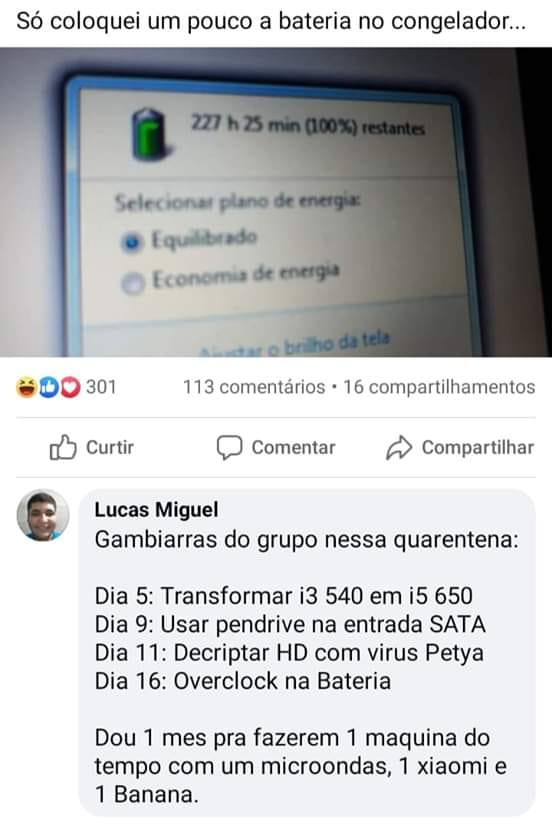 Só coloquei um pouco a bateria no congelador...
227 h 25 min (100%) restantes
Selecionar plano de energia:
Equilibrado
Economia de energia
Ajustar o brilho da tela
301
113 comentários • 16 compartilhamentos
Curtir
Comentar
Compartilhar
Lucas Miguel
Gambiarras do grupo nessa quarentena:
Dia 5: Transformar i3 540 em i5 650
Dia 9: Usar pendrive na entrada SATA
Dia 11: Decriptar HD com virus Petya
Dia 16: Overclock na Bateria
Dou 1 mes pra fazerem 1 maquina do
tempo com um microondas, 1 xiaomi e
1 Banana.